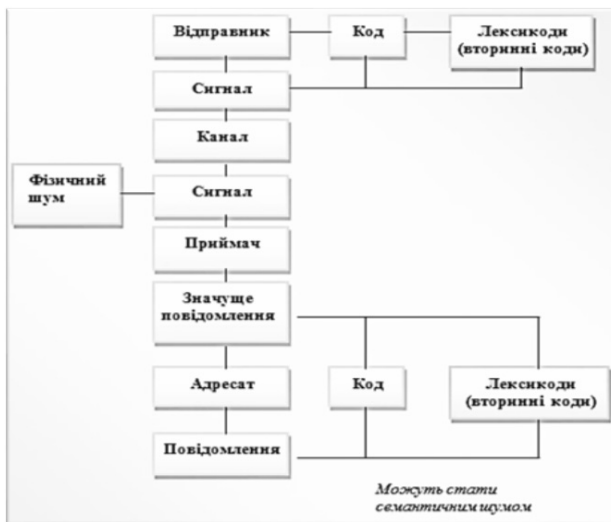 Відправник
Код
Лексикоди
(вторинні коди)
Сигнал
Канал
Фізичний
шум
Сигнал
Приймач
Значуще
повідомлення
Адресат
Код
Лексикоди
(вторинні коди)
Повідомлення
Можуть стати
семантичним шумом